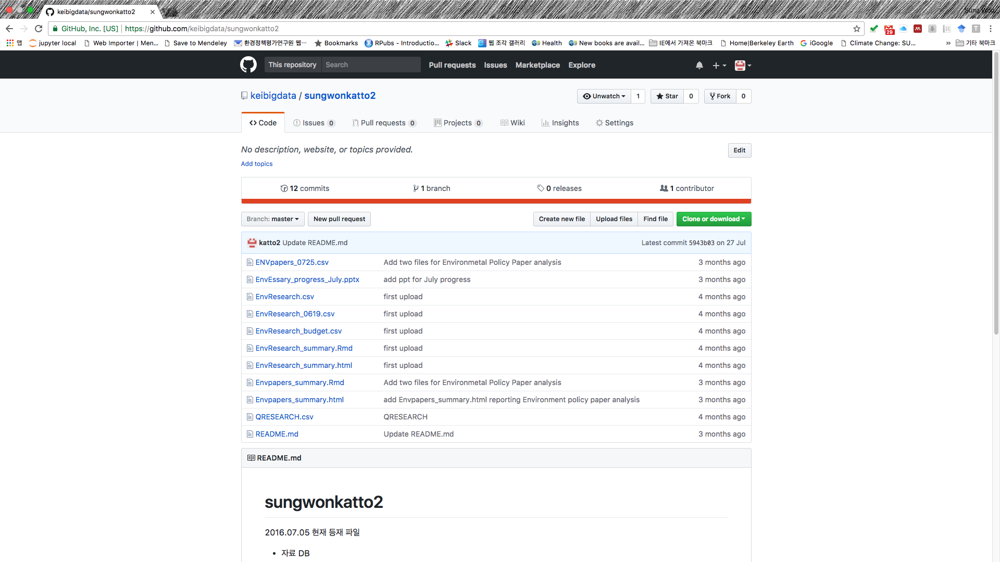 keibigdata/sungwonkatto2
Sung Won
GitHub, Inc. [US] https://github.com/keibigdata/sungwonkatto2
29
앱 jupyter local Web Importer | Men... Save to Mendeley 환경정책평가연구원 웹... Bookmarks RPubs - Introductio... Slack 웹 조각 갤러리 Health New books are avail... IE에서 가져온 북마크 Home|Berkeley Earth iGoogle Climate Change: SU... » 기타 북마크
This repository Search Pull requests Issues Marketplace Explore
keibigdata / sungwonkatto2 Unwatch 1 Star 0 Fork 0
Code Issues 0 Pull requests 0 Projects 0 Wiki Insights Settings
No description, website, or topics provided. Edit
Add topics
12 commits 1 branch 0 releases 1 contributor
Branch: master New pull request Create new file Upload files Find file Clone or download
katto2 Update README.md Latest commit 5943b03 on 27 Jul
ENVpapers_0725.csv Add two files for Environmetal Policy Paper analysis 3 months ago
EnvEssary_progress_July.pptx add ppt for July progress 3 months ago
EnvResearch.csv first upload 4 months ago
EnvResearch_0619.csv first upload 4 months ago
EnvResearch_budget.csv first upload 4 months ago
EnvResearch_summary.Rmd first upload 4 months ago
EnvResearch_summary.html first upload 4 months ago
Envpapers_summary.Rmd Add two files for Environmetal Policy Paper analysis 3 months ago
Envpapers_summary.html add Envpapers_summary.html reporting Environment policy paper analysis 3 months ago
QRESEARCH.csv QRESEARCH 4 months ago
README.md Update README.md 3 months ago
README.md
sungwonkatto2
2016.07.05 현재 등재 파일
• 자료 DB